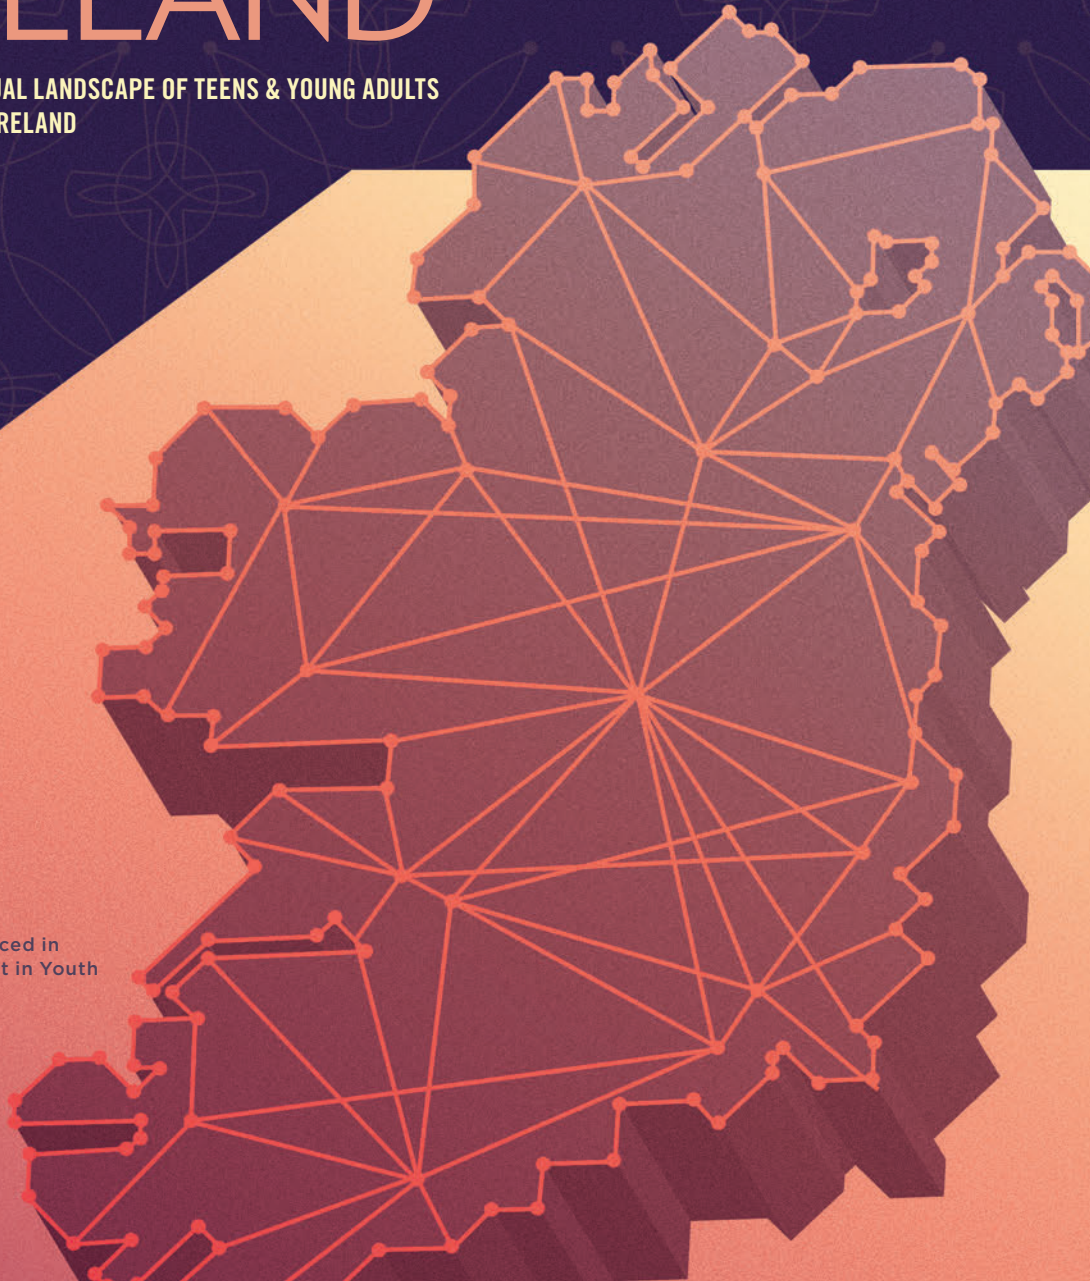 ELAND
UAL LANDSCAPE OF TEENS & YOUNG ADULTS
RELAND
ced in
t in Youth